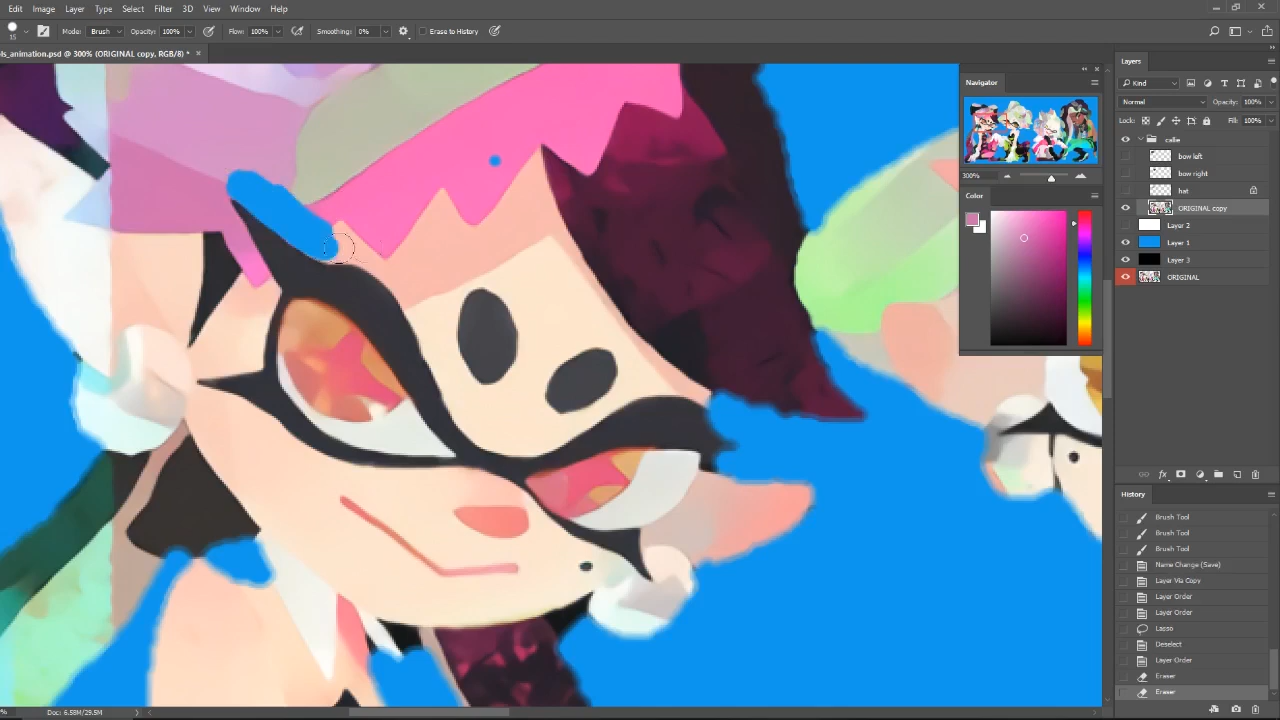 Edit Image Layer Type Select Filter 3D View Window Help
15 Mode: Brush Opacity: 100% Flow: 100% Smoothing: 0% Erase to History
ls_animation.psd @ 300% (ORIGINAL copy, RGB/8) *
Navigator
300%
Color
Layers
Kind
Normal Opacity: 100%
Lock: Fill: 100%
callie
bow left
bow right
hat
ORIGINAL copy
Layer 2
Layer 1
Layer 3
ORIGINAL
History
Brush Tool
Brush Tool
Brush Tool
Name Change (Save)
Layer Via Copy
Layer Order
Layer Order
Lasso
Deselect
Layer Order
Eraser
Eraser
% Doc: 6.58M/29.5M